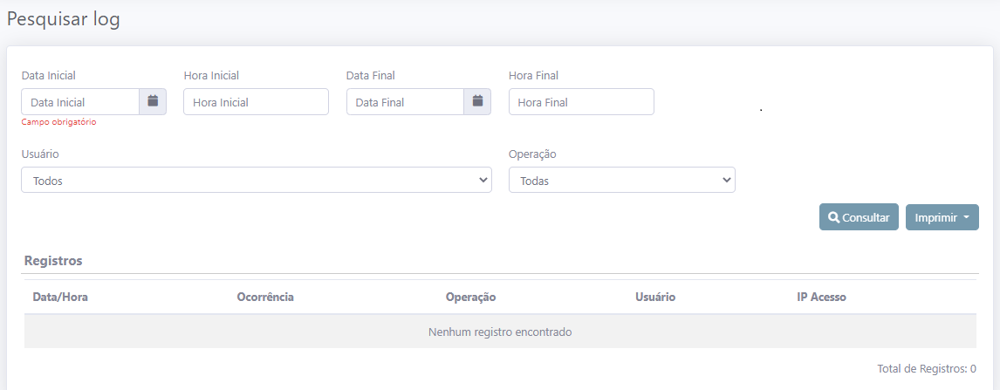 Pesquisar log
Data Inicial Hora Inicial Data Final Hora Final
Data Inicial Hora Inicial Data Final Hora Final
Campo obrigatório
.
Usuário Operação
Todos Todas
Consultar Imprimir
Registros
Data/Hora Ocorrência Operação Usuário IP Acesso
Nenhum registro encontrado
Total de Registros: 0